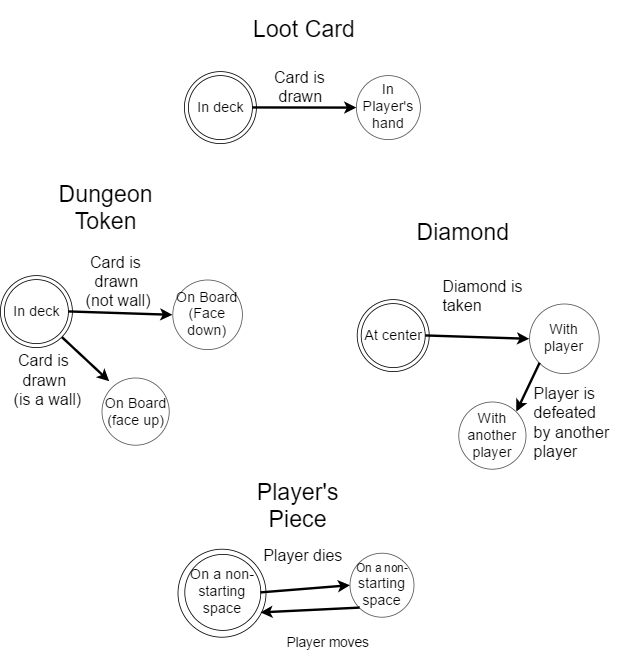 Loot Card
Card is
drawn
In deck
In
Player's
hand
Dungeon
Token
Card is
drawn
(not wall)
In deck
On Board
(Face
down)
Card is
drawn
(is a wall)
On Board
(face up)
Diamond
Diamond is
taken
At center
With
player
Player is
defeated
by another
player
With
another
player
Player's
Piece
Player dies
On a non-
starting
space
On a non-
starting
space
Player moves